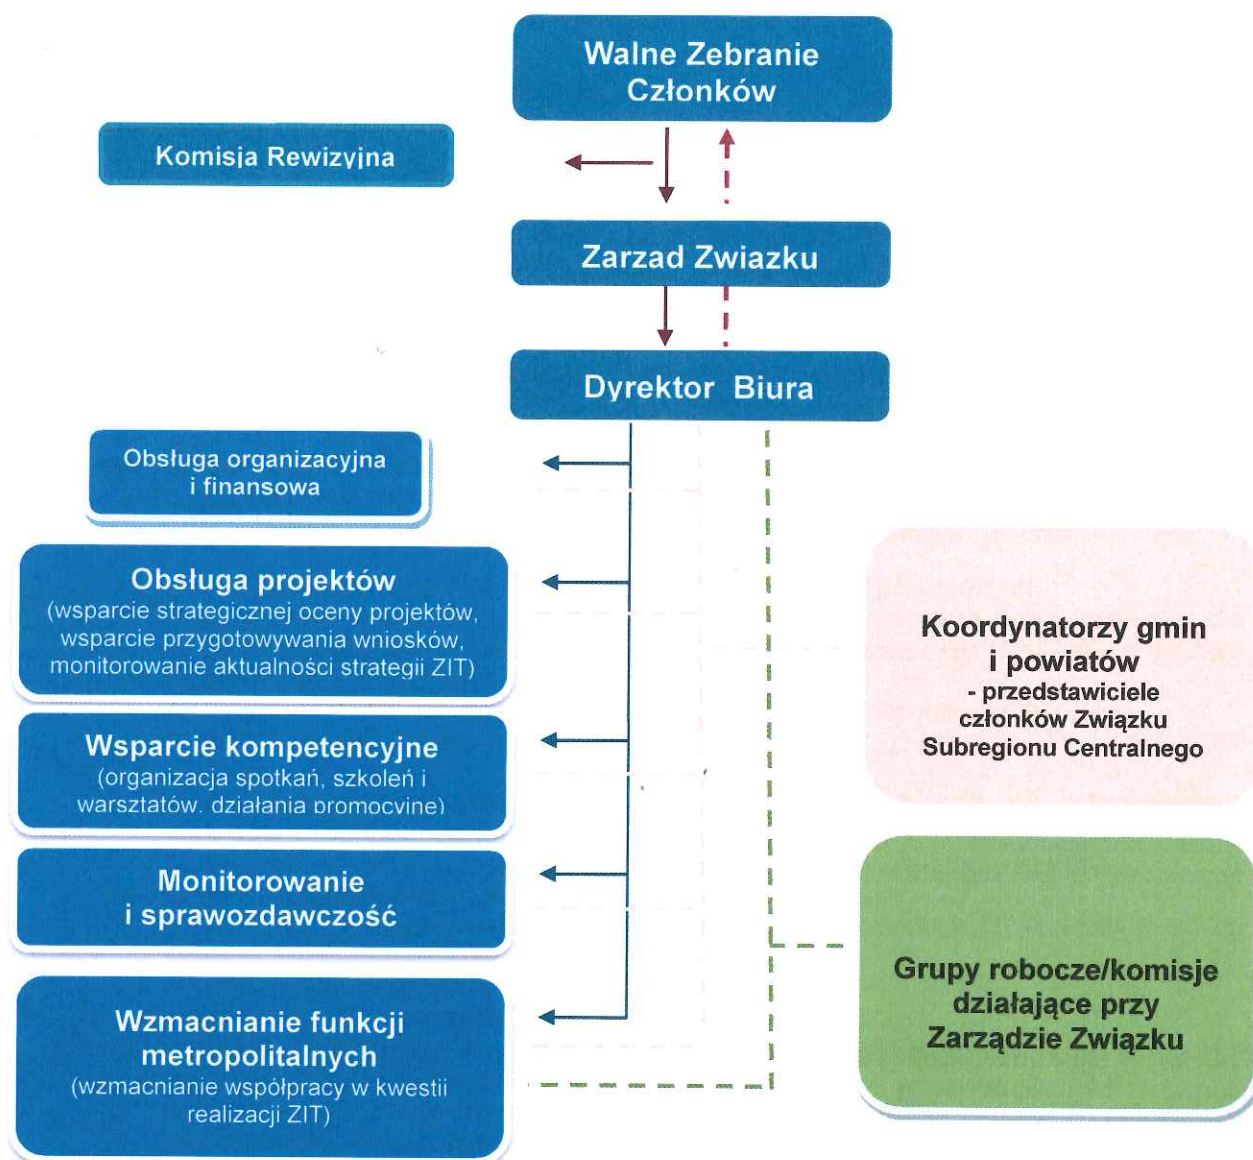 Walne Zebranie
Członków
Komisja Rewizyjna
Zarzad Zwiazku
Dyrektor Biura
Obsługa organizacyjna
i finansowa
Obsługa projektów
(wsparcie strategicznej oceny projektów,
wsparcie przygotowywania wniosków,
monitorowanie aktualności strategii ZIT)
Wsparcie kompetencyjne
(organizacja spotkań, szkoleń i
warsztatów, działania promocyjne)
Monitorowanie
i sprawozdawczość
Wzmacnianie funkcji
metropolitalnych
(wzmacnianie współpracy w kwestii
realizacji ZIT)
Koordynatorzy gmin
i powiatów
- przedstawiciele
członków Związku
Subregionu Centralnego
Grupy robocze/komisje
działające przy
Zarządzie Związku